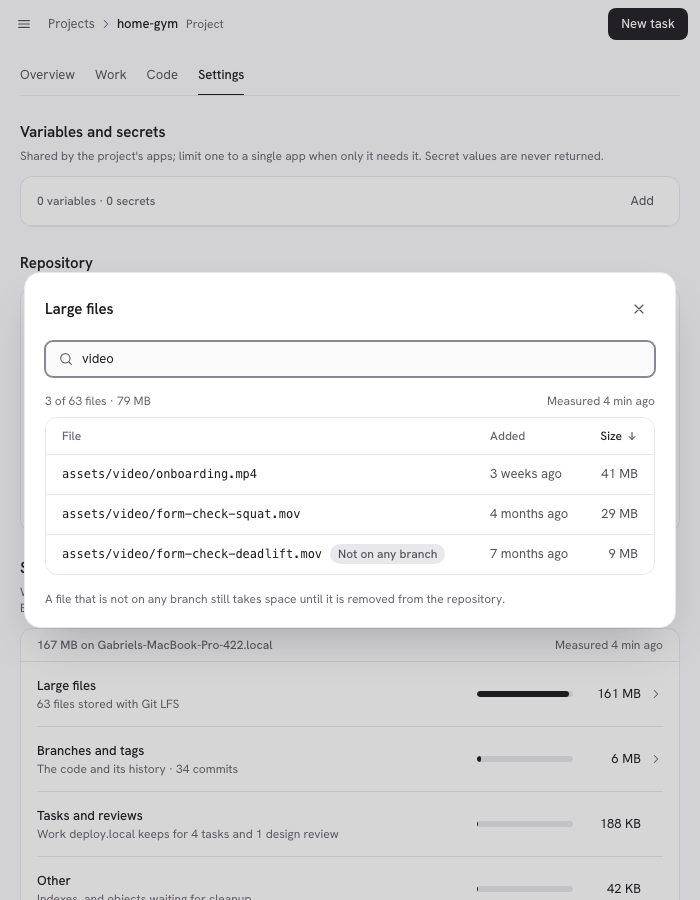 Projects > home-gym Project
New task
Overview Work Code Settings
Variables and secrets
Shared by the project's apps; limit one to a single app when only it needs it. Secret values are never returned.
0 variables · 0 secrets
Add
Repository
Large files
video
3 of 63 files · 79 MB
Measured 4 min ago
File Added Size ↓
assets/video/onboarding.mp4 3 weeks ago 41 MB
assets/video/form-check-squat.mov 4 months ago 29 MB
assets/video/form-check-deadlift.mov Not on any branch 7 months ago 9 MB
A file that is not on any branch still takes space until it is removed from the repository.
167 MB on Gabriels-MacBook-Pro-422.local
Measured 4 min ago
Large files
63 files stored with Git LFS
161 MB
Branches and tags
The code and its history · 34 commits
6 MB
Tasks and reviews
Work deploy.local keeps for 4 tasks and 1 design review
188 KB
Other
Indexes, and objects waiting for cleanup
42 KB